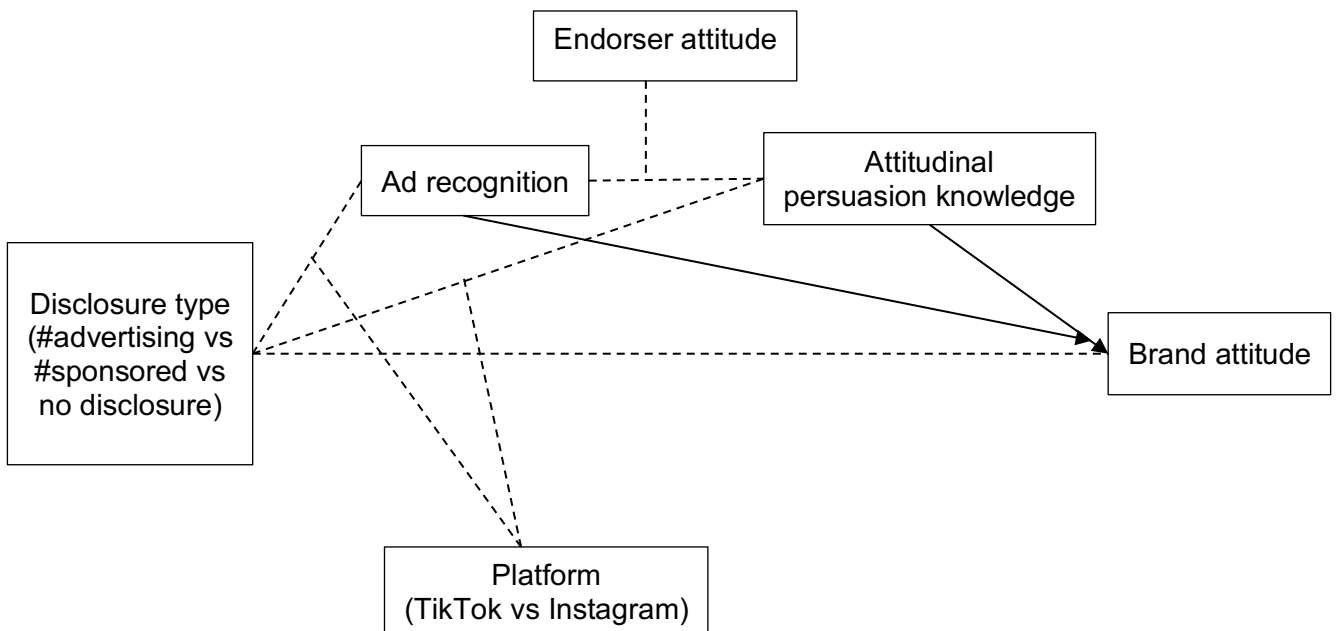 Endorser attitude
Ad recognition
Attitudinal
persuasion knowledge
Disclosure type
(#advertising vs
#sponsored vs
no disclosure)
Brand attitude
Platform
(TikTok vs Instagram)